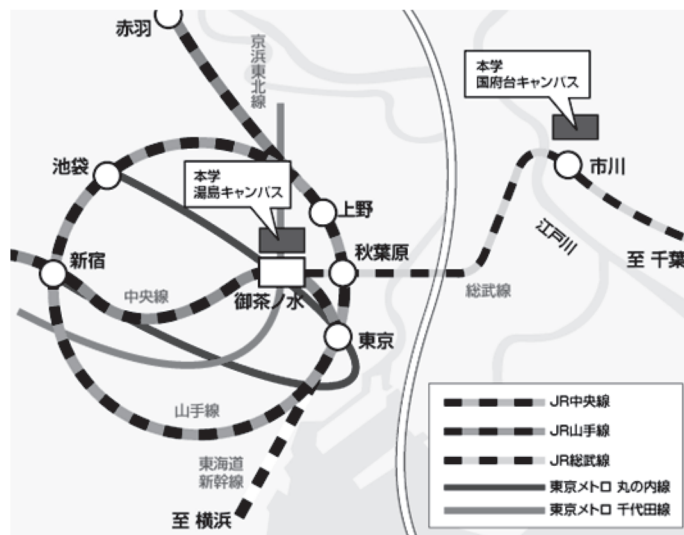 赤羽
京浜東北線
本学
国府台キャンパス
池袋
本学
湯島キャンパス
上野
市川
江戸川
至 千葉
新宿
秋葉原
中央線
御茶ノ水
総武線
東京
山手線
東海道
新幹線
至 横浜
JR中央線
JR山手線
JR総武線
東京メトロ 丸の内線
東京メトロ 千代田線